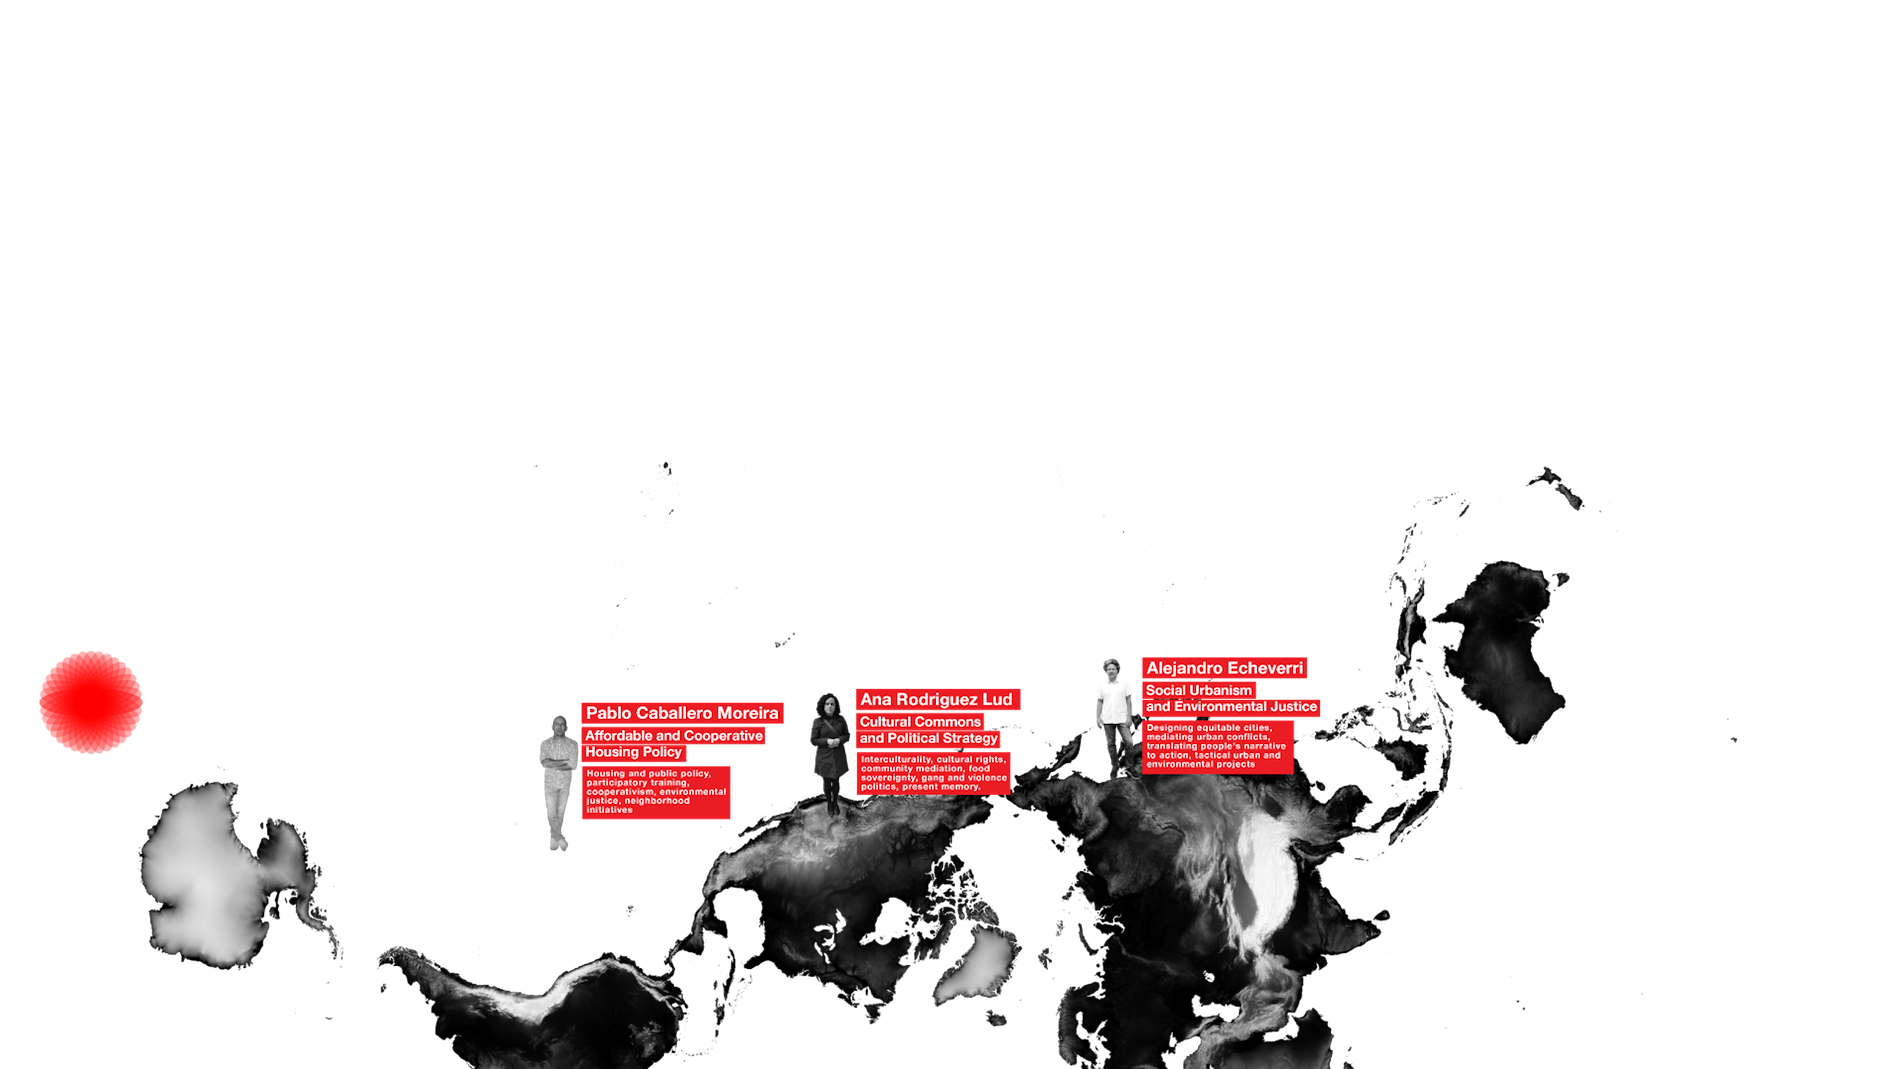 Pablo Caballero Moreira
Affordable and Cooperative
Housing Policy
Housing and public policy,
participatory training,
cooperativism, environmental
justice, neighborhood
initiatives
Ana Rodriguez Lud
Cultural Commons
and Political Strategy
Interculturality, cultural rights,
community mediation, food
sovereignty, gang and violence
politics, present memory.
Alejandro Echeverri
Social Urbanism
and Environmental Justice
Designing equitable cities,
mediating urban conflicts,
translating people's narrative
to action, tactical urban and
environmental projects